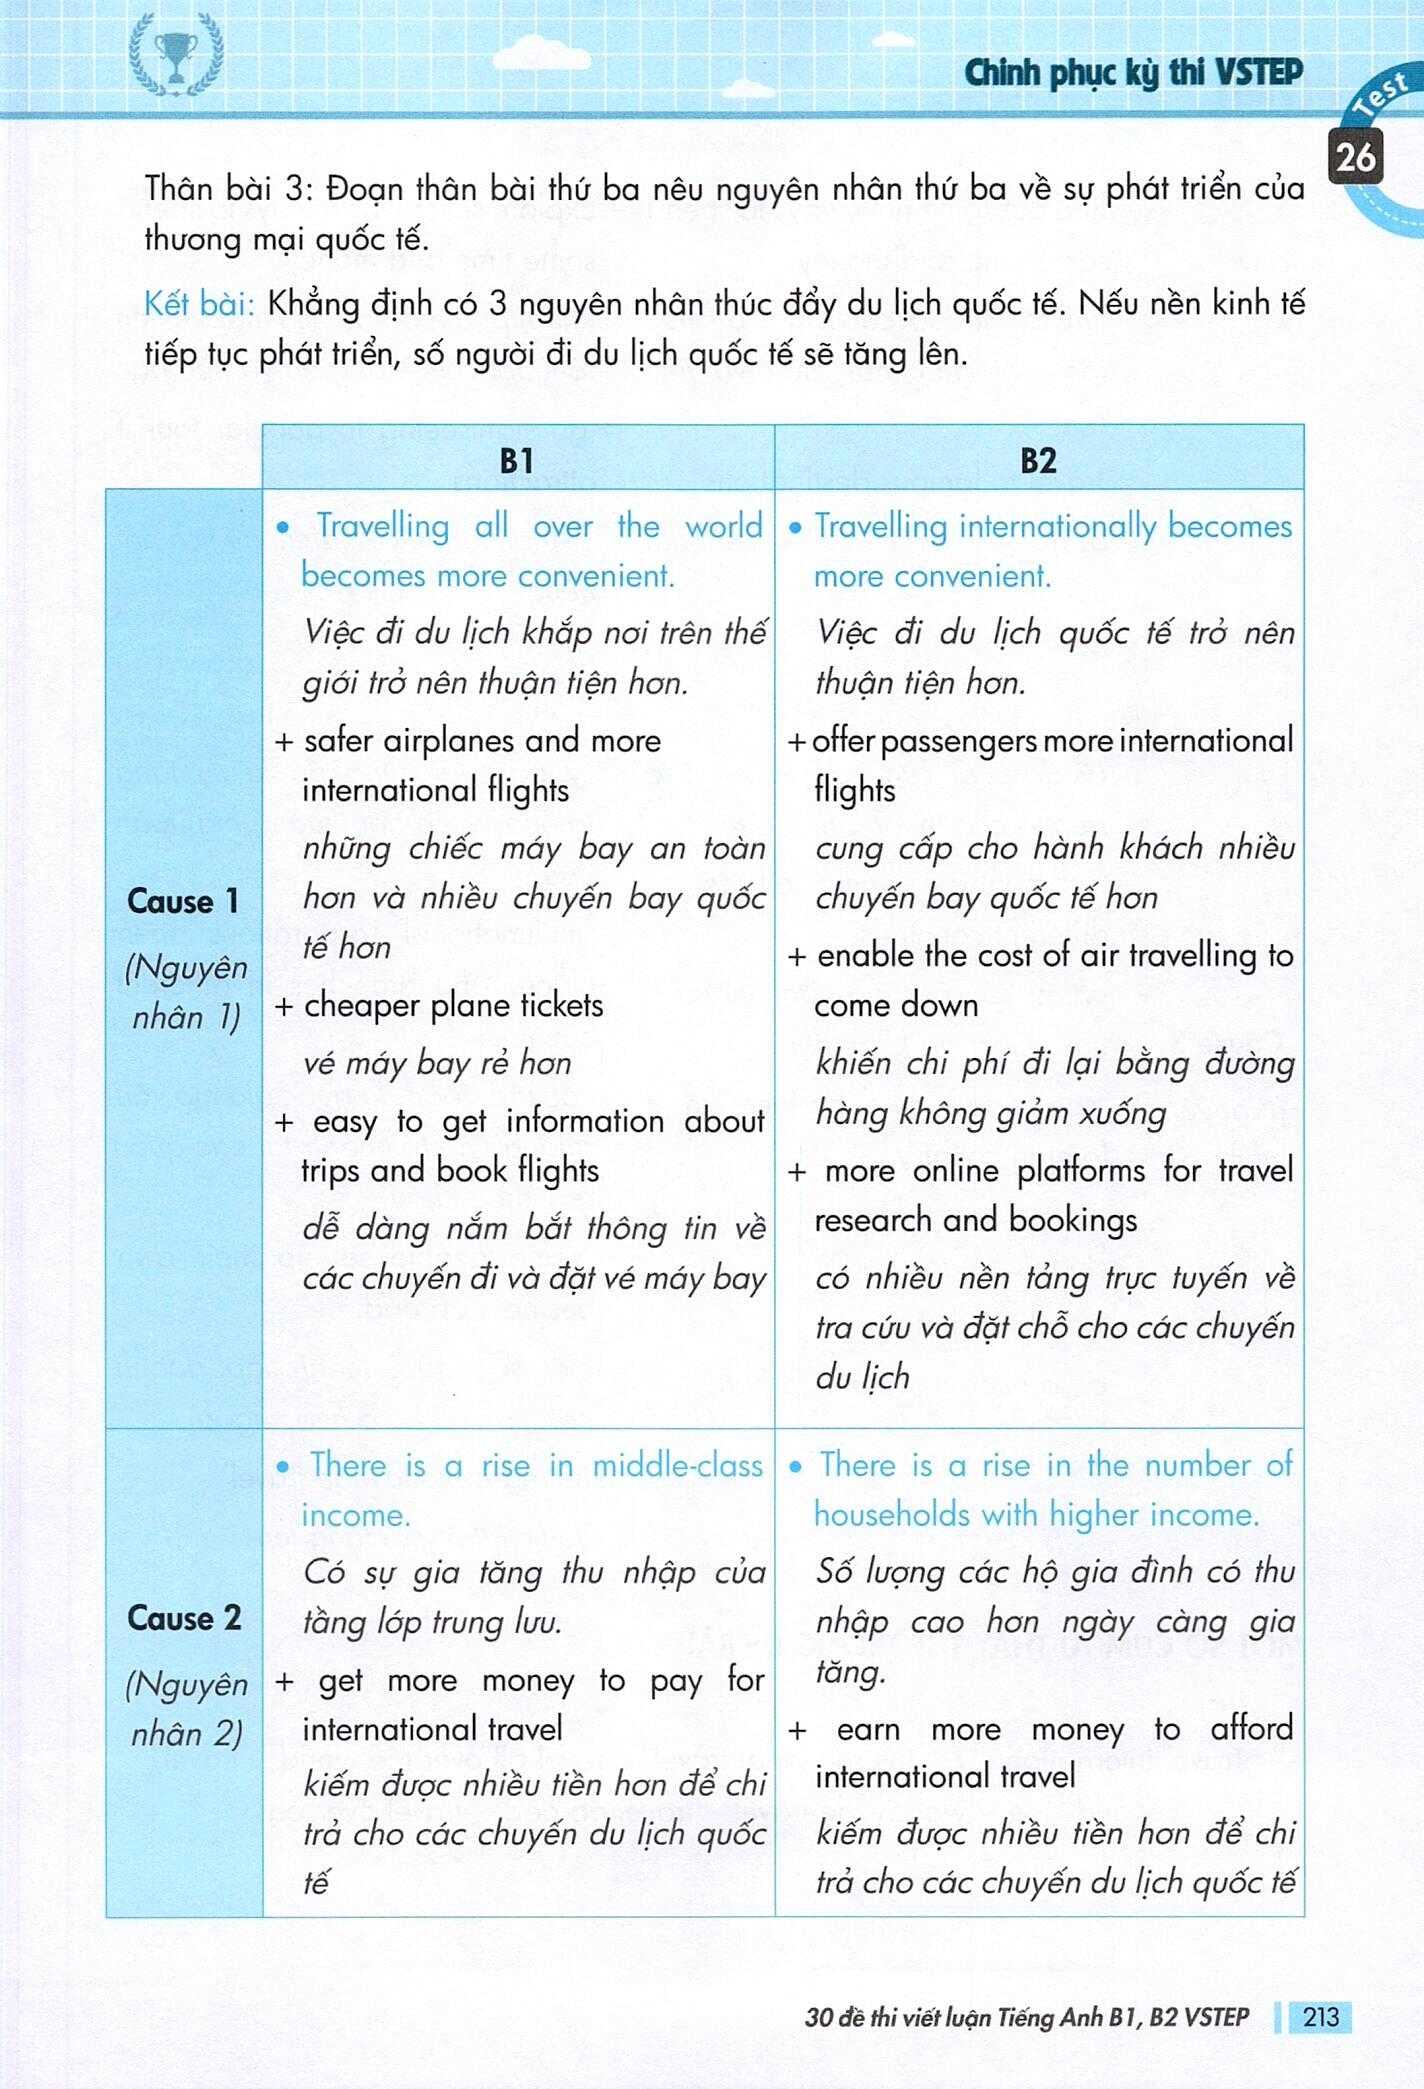 Chinh phục kỳ thi VSTEP
Test
26
Thân bài 3: Đoạn thân bài thứ ba nêu nguyên nhân thứ ba về sự phát triển của
thương mại quốc tế.
Kết bài: Khẳng định có 3 nguyên nhân thúc đẩy du lịch quốc tế. Nếu nền kinh tế
tiếp tục phát triển, số người đi du lịch quốc tế sẽ tăng lên.
B1
B2
Cause 1
(Nguyên
nhân 1)
• Travelling all over the world
becomes more convenient.
Việc đi du lịch khắp nơi trên thế
giới trở nên thuận tiện hơn.
+ safer airplanes and more
international flights
những chiếc máy bay an toàn
hơn và nhiều chuyến bay quốc
tế hơn
+ cheaper plane tickets
vé máy bay rẻ hơn
+ easy to get information about
trips and book flights
dễ dàng nắm bắt thông tin về
các chuyến đi và đặt vé máy bay
• Travelling internationally becomes
more convenient.
Việc đi du lịch quốc tế trở nên
thuận tiện hơn.
+ offer passengers more international
flights
cung cấp cho hành khách nhiều
chuyến bay quốc tế hơn
+ enable the cost of air travelling to
come down
khiến chi phí đi lại bằng đường
hàng không giảm xuống
+ more online platforms for travel
research and bookings
có nhiều nền tảng trực tuyến về
tra cứu và đặt chỗ cho các chuyến
du lịch
Cause 2
(Nguyên
nhân 2)
• There is a rise in middle-class
income.
Có sự gia tăng thu nhập của
tầng lớp trung lưu.
+ get more money to pay for
international travel
kiếm được nhiều tiền hơn để chi
trả cho các chuyến du lịch quốc
tế
• There is a rise in the number of
households with higher income.
Số lượng các hộ gia đình có thu
nhập cao hơn ngày càng gia
tăng.
+ earn more money to afford
international travel
kiếm được nhiều tiền hơn để chi
trả cho các chuyến du lịch quốc tế
30 đề thi viết luận Tiếng Anh B1, B2 VSTEP
213